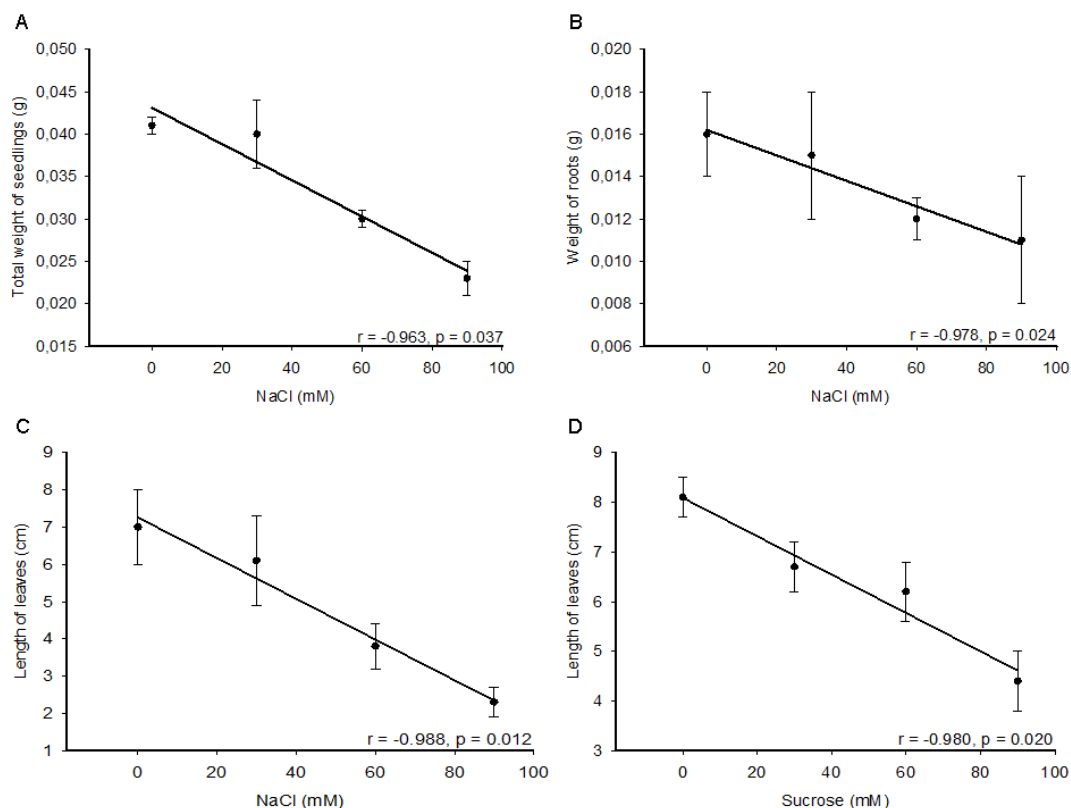 A
0,050
0,045
0,040
0,035
0,030
0,025
0,020
0,015
Total weight of seedlings (g)
r = -0.963, p = 0.037
0 20 40 60 80 100
NaCl (mM)
B
0,020
0,018
0,016
0,014
0,012
0,010
0,008
0,006
Weight of roots (g)
r = -0.978, p = 0.024
0 20 40 60 80 100
NaCl (mM)
C
9
8
7
6
5
4
3
2
1
Length of leaves (cm)
r = -0.988, p = 0.012
0 20 40 60 80 100
NaCl (mM)
D
9
8
7
6
5
4
3
Length of leaves (cm)
r = -0.980, p = 0.020
0 20 40 60 80 100
Sucrose (mM)